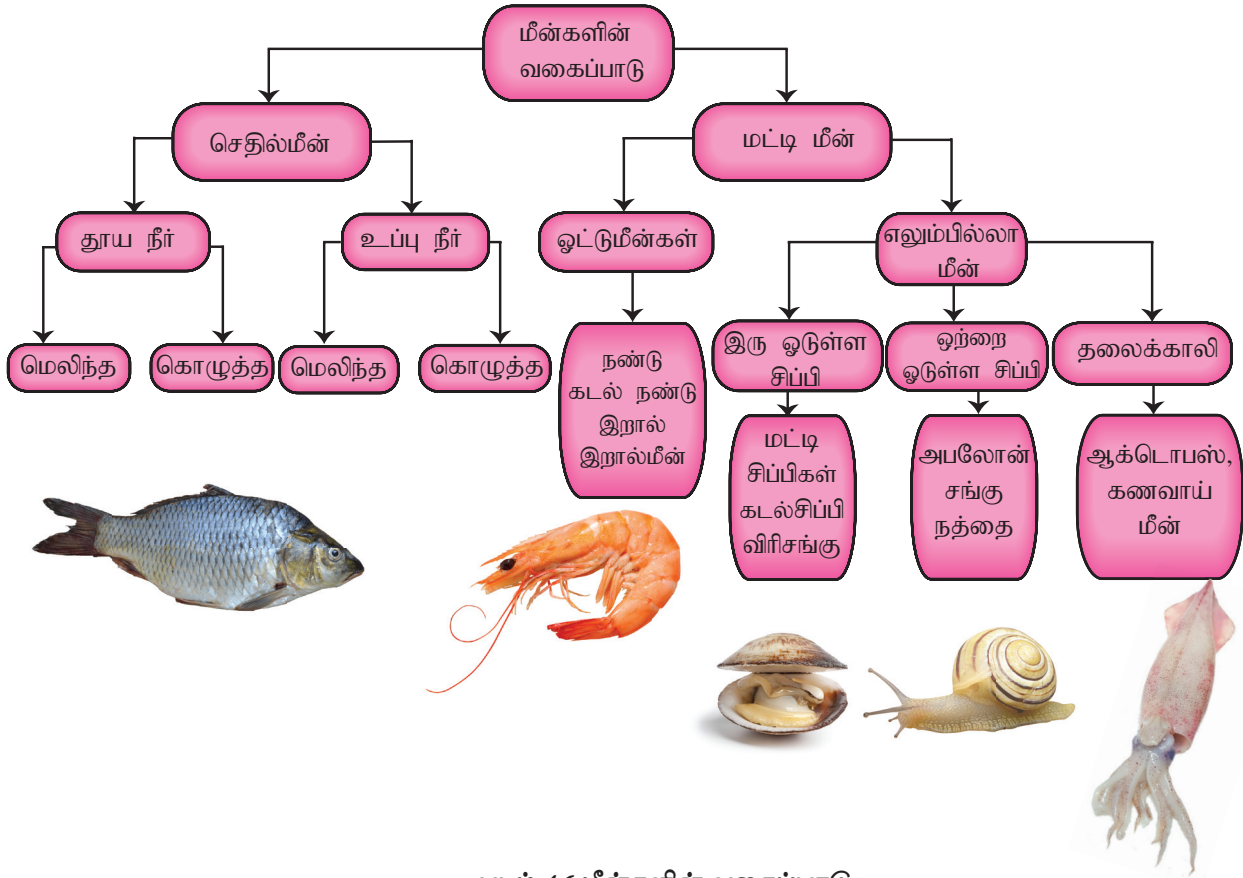 மீன்களின்
வகைப்பாடு
செதில்மீன்
மட்டி மீன்
தூய நீர்
உப்பு நீர்
ஓட்டுமீன்கள்
எலும்பில்லா
மீன்
மெலிந்த
கொழுத்த
மெலிந்த
கொழுத்த
நண்டு
கடல் நண்டு
இறால்
இறால்மீன்
இரு ஓடுள்ள
சிப்பி
ஒற்றை
ஓடுள்ள சிப்பி
தலைக்காலி
மட்டி
சிப்பிகள்
கடல்சிப்பி
விரிசங்கு
அபலோன்
சங்கு
நத்தை
ஆக்டொபஸ்,
கணவாய்
மீன்